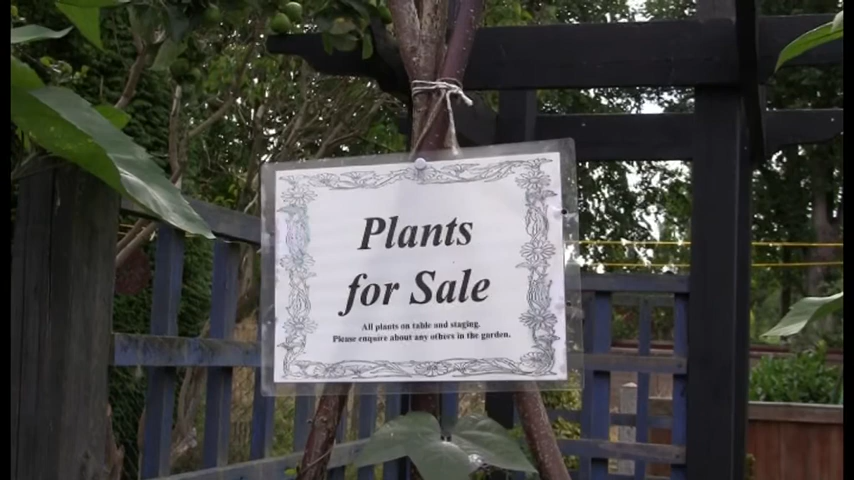 Plants
for Sale
All plants on table and staging.
Please enquire about any others in the garden.